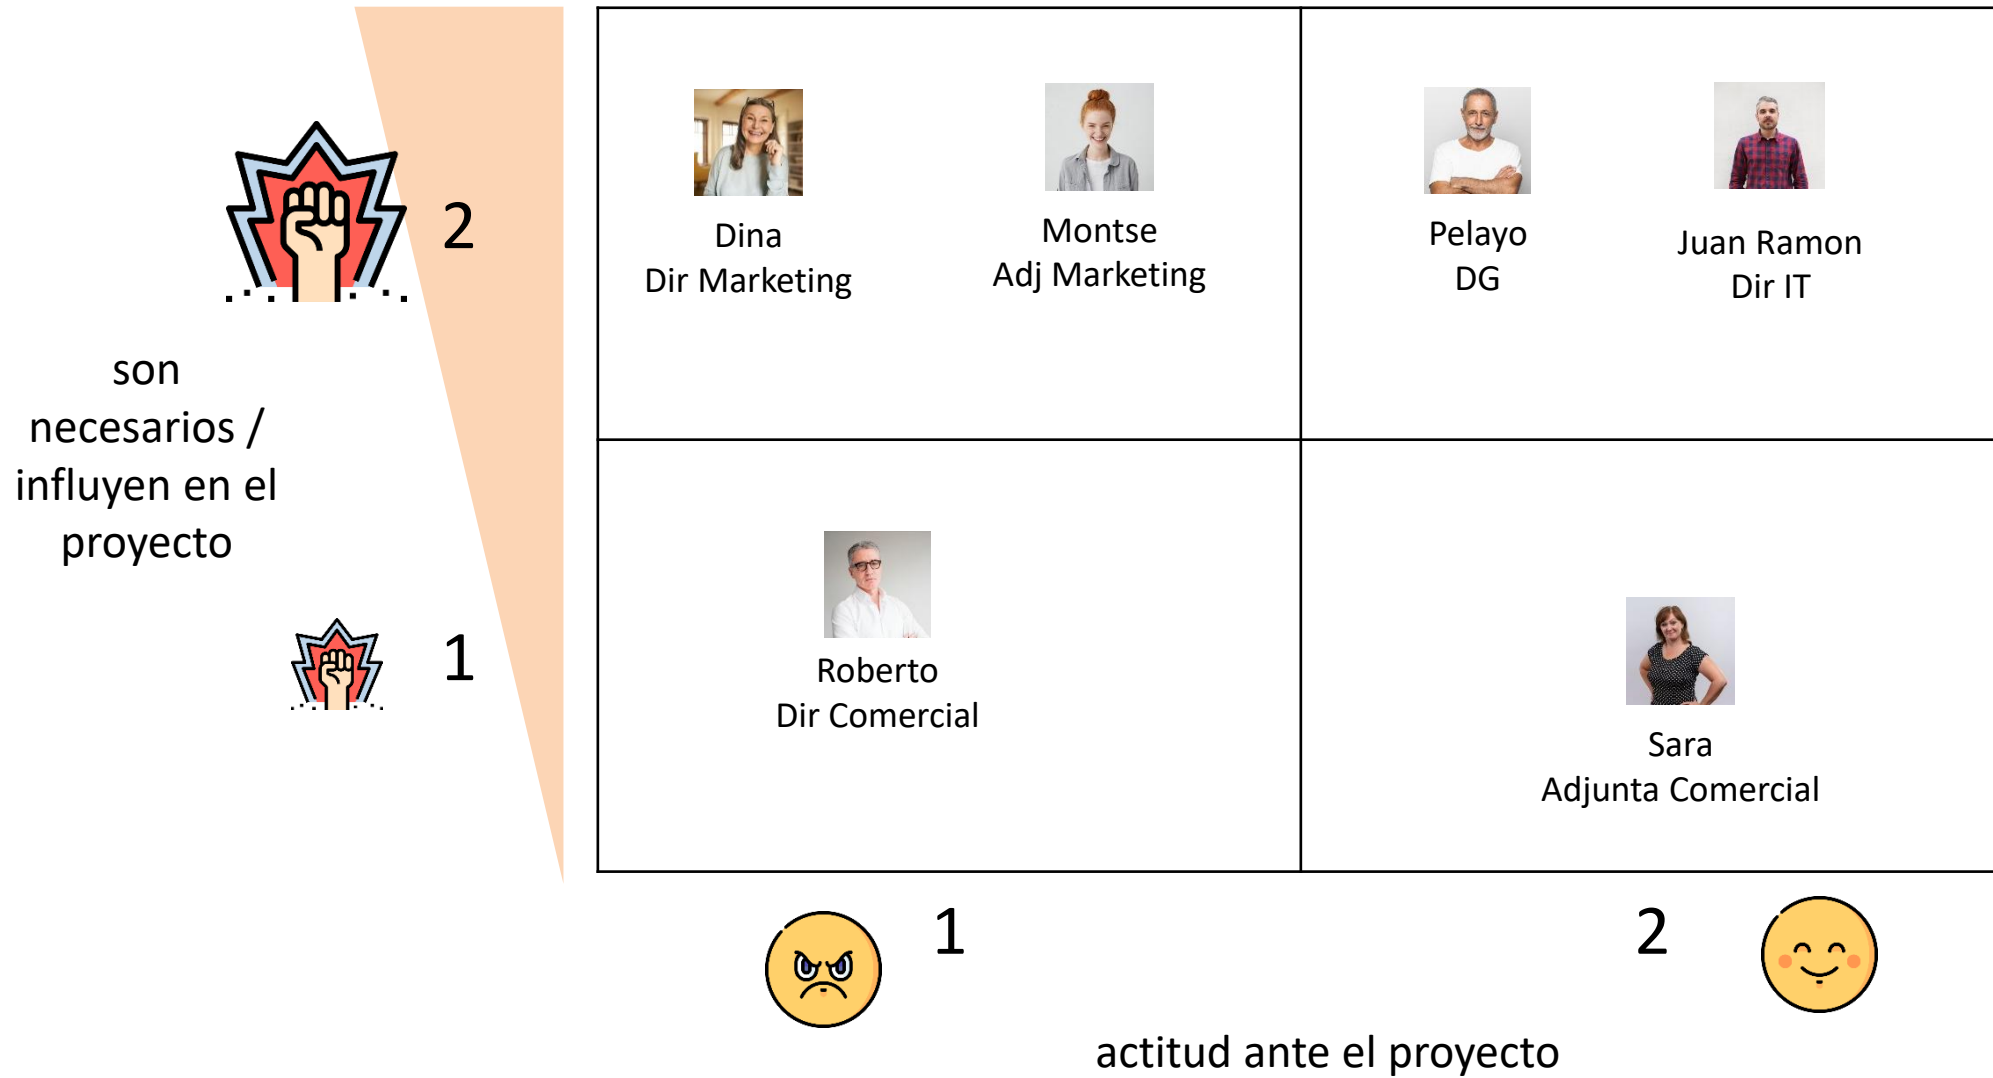 2
son
necesarios /
influyen en el
proyecto
1
Dina
Dir Marketing
Montse
Adj Marketing
Pelayo
DG
Juan Ramon
Dir IT
Roberto
Dir Comercial
Sara
Adjunta Comercial
1
2
actitud ante el proyecto